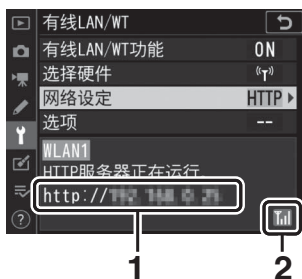 有线LAN/WT
有线LAN/WT功能 ON
选择硬件
网络设定 HTTP
选项 --
WLAN1
HTTP服务器正在运行.
http://
1 2